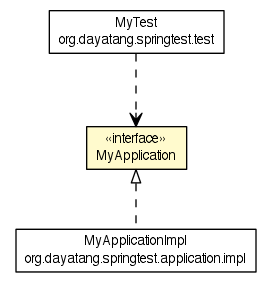 MyTest
org.dayatang.springtest.test
«interface»
MyApplication
MyApplicationImpl
org.dayatang.springtest.application.impl